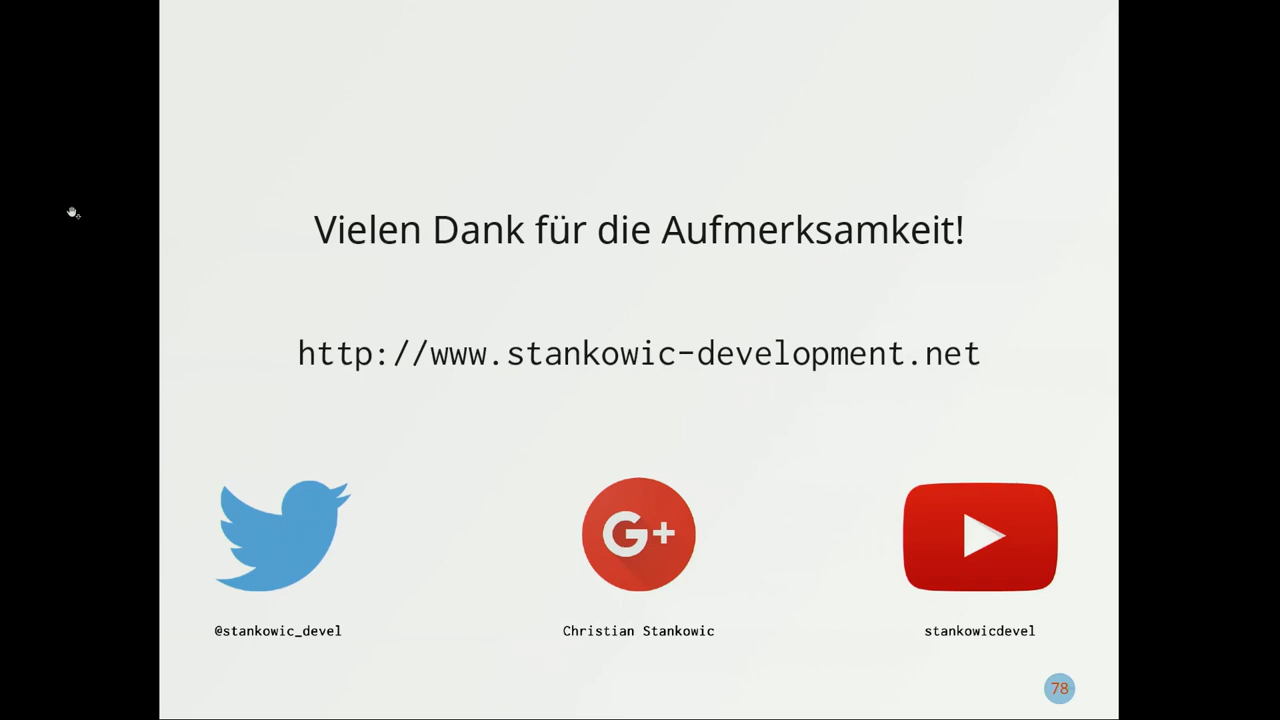 Vielen Dank für die Aufmerksamkeit!
http://www.stankowic-development.net
G+
@stankowic_devel
Christian Stankowic
stankowicdevel
78